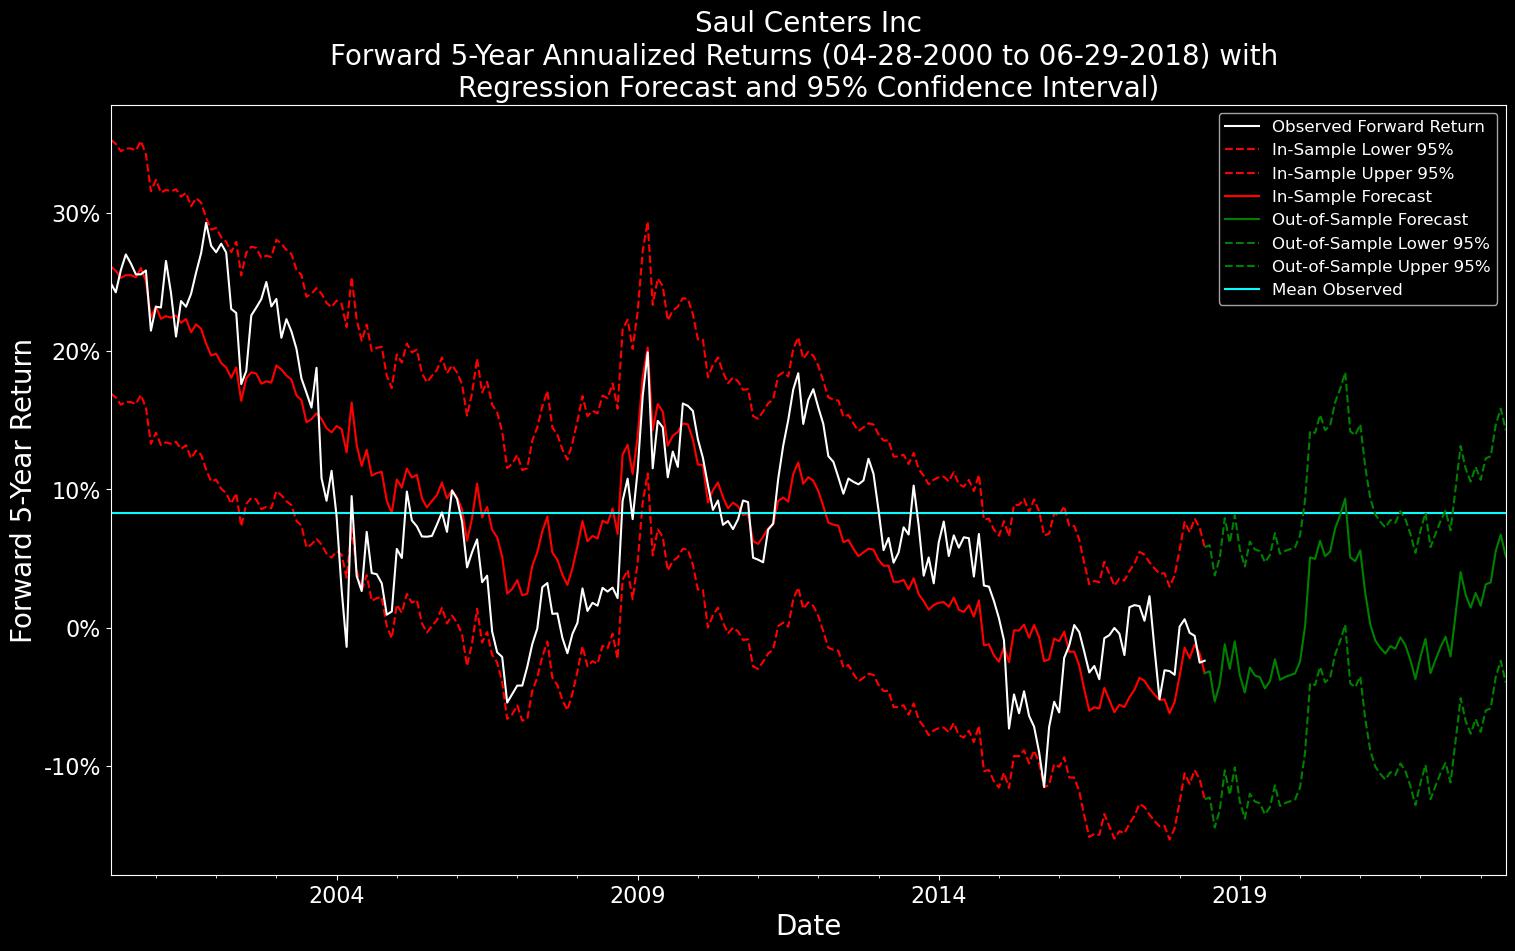 Saul Centers Inc
Forward 5-Year Annualized Returns (04-28-2000 to 06-29-2018) with
Regression Forecast and 95% Confidence Interval)
Observed Forward Return
In-Sample Lower 95%
In-Sample Upper 95%
In-Sample Forecast
Out-of-Sample Forecast
Out-of-Sample Lower 95%
Out-of-Sample Upper 95%
Mean Observed
Forward 5-Year Return
30%
20%
10%
0%
-10%
2004
2009
2014
2019
Date